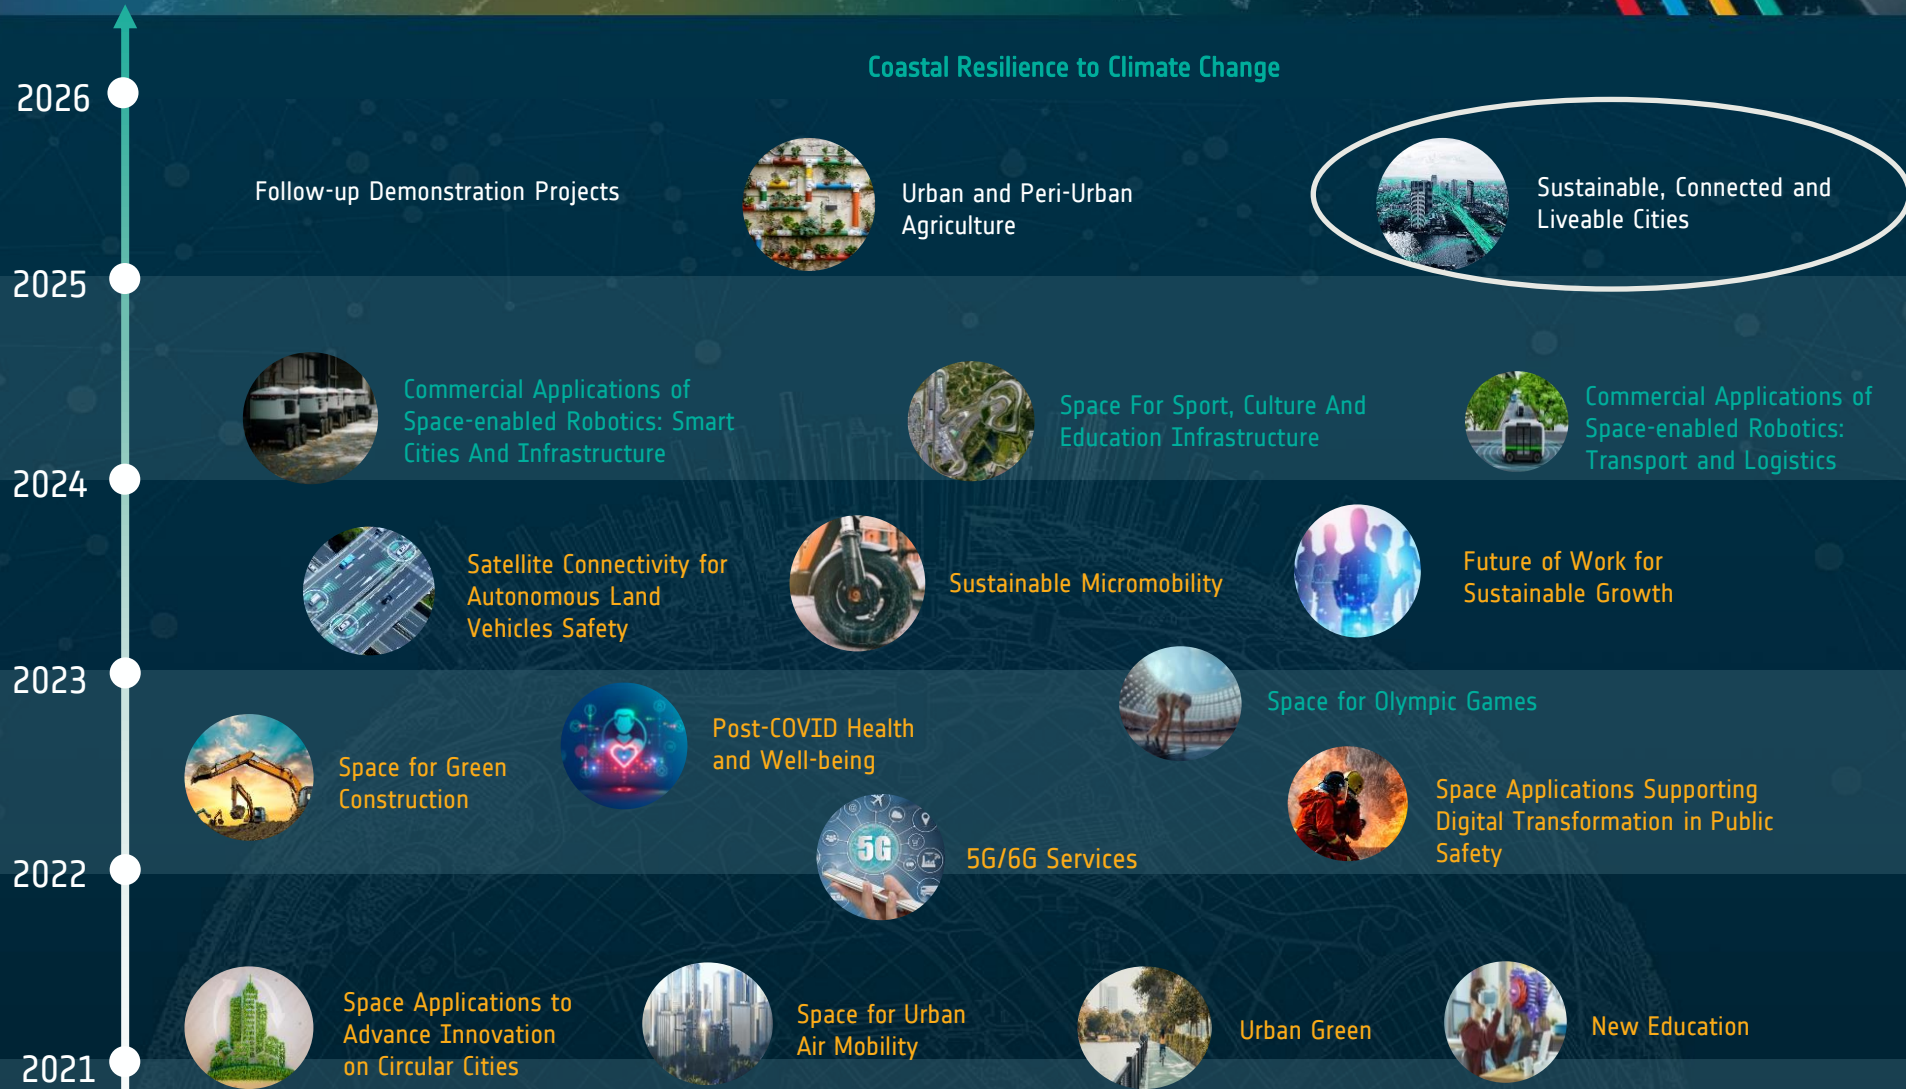 Coastal Resilience to Climate Change
2026
Follow-up Demonstration Projects
Urban and Peri-Urban
Agriculture
Sustainable, Connected and
Liveable Cities
2025
Commercial Applications of
Space-enabled Robotics: Smart
Cities And Infrastructure
Space For Sport, Culture And
Education Infrastructure
Commercial Applications of
Space-enabled Robotics:
Transport and Logistics
2024
Satellite Connectivity for
Autonomous Land
Vehicles Safety
Sustainable Micromobility
Future of Work for
Sustainable Growth
2023
Space for Green
Construction
Post-COVID Health
and Well-being
Space for Olympic Games
5G
5G/6G Services
Space Applications Supporting
Digital Transformation in Public
Safety
2022
Space Applications to
Advance Innovation
on Circular Cities
Space for Urban
Air Mobility
Urban Green
New Education
2021